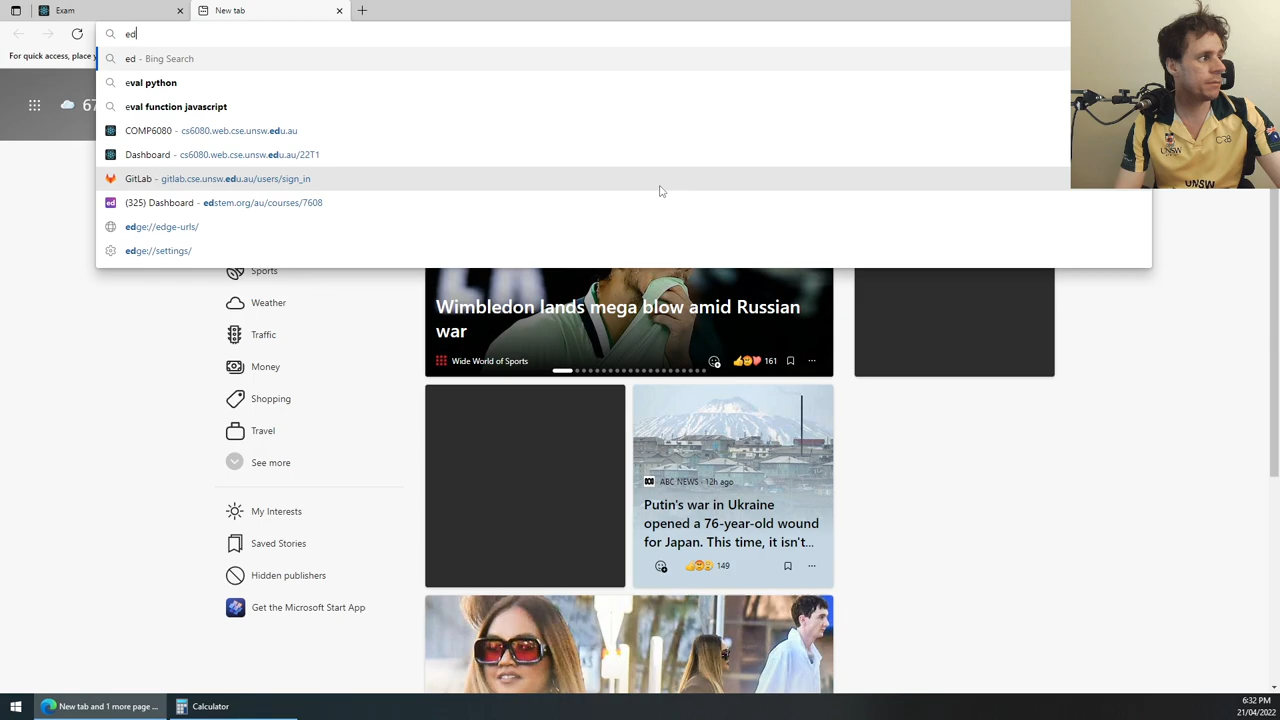 Exam
New tab
ed
ed - Bing Search
For quick access, place y
eval python
eval function javascript
67
COMP6080 - cs6080.web.cse.unsw.edu.au
Dashboard - cs6080.web.cse.unsw.edu.au/22T1
GitLab - gitlab.cse.unsw.edu.au/users/sign_in
ed (325) Dashboard - edstem.org/au/courses/7608
edge://edge-urls/
edge://settings/
CRB
UNSW
UNSW
Sports
Weather
Traffic
Money
Shopping
Travel
See more
My Interests
Saved Stories
Hidden publishers
Get the Microsoft Start App
Wimbledon lands mega blow amid Russian
war
Wide World of Sports
161
ABC NEWS · 12h ago
Putin's war in Ukraine
opened a 76-year-old wound
for Japan. This time, it isn't...
149
New tab and 1 more page ...
Calculator
6:32 PM
21/04/2022